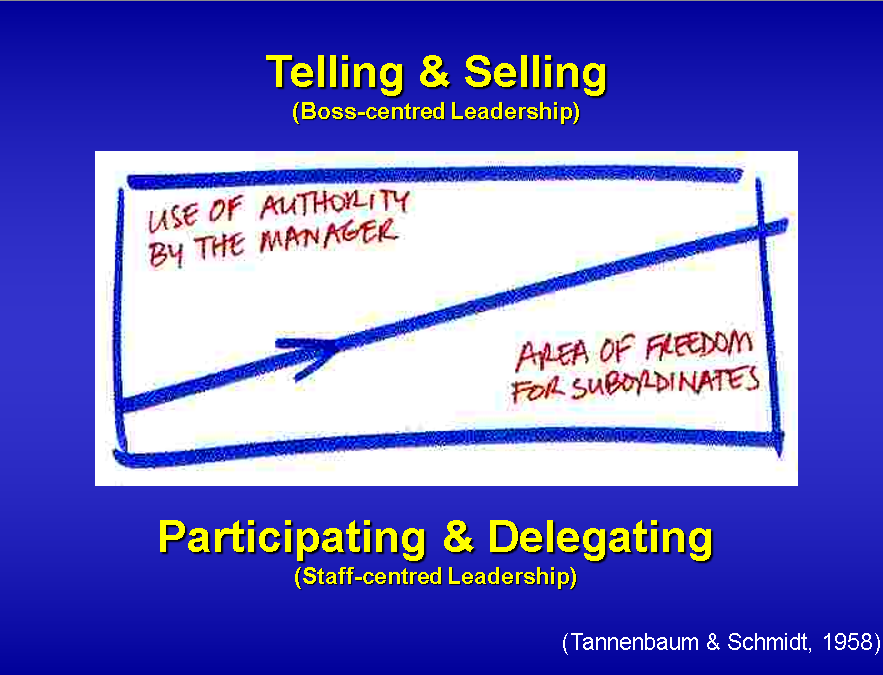 Telling & Selling
(Boss-centred Leadership)
USE OF AUTHORITY
BY THE MANAGER
AREA OF FREEDOM
FOR SUBORDINATES
Participating & Delegating
(Staff-centred Leadership)
(Tannenbaum & Schmidt, 1958)